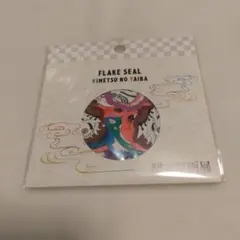 FLAKE SEAL
KIMETSU NO YAIBA